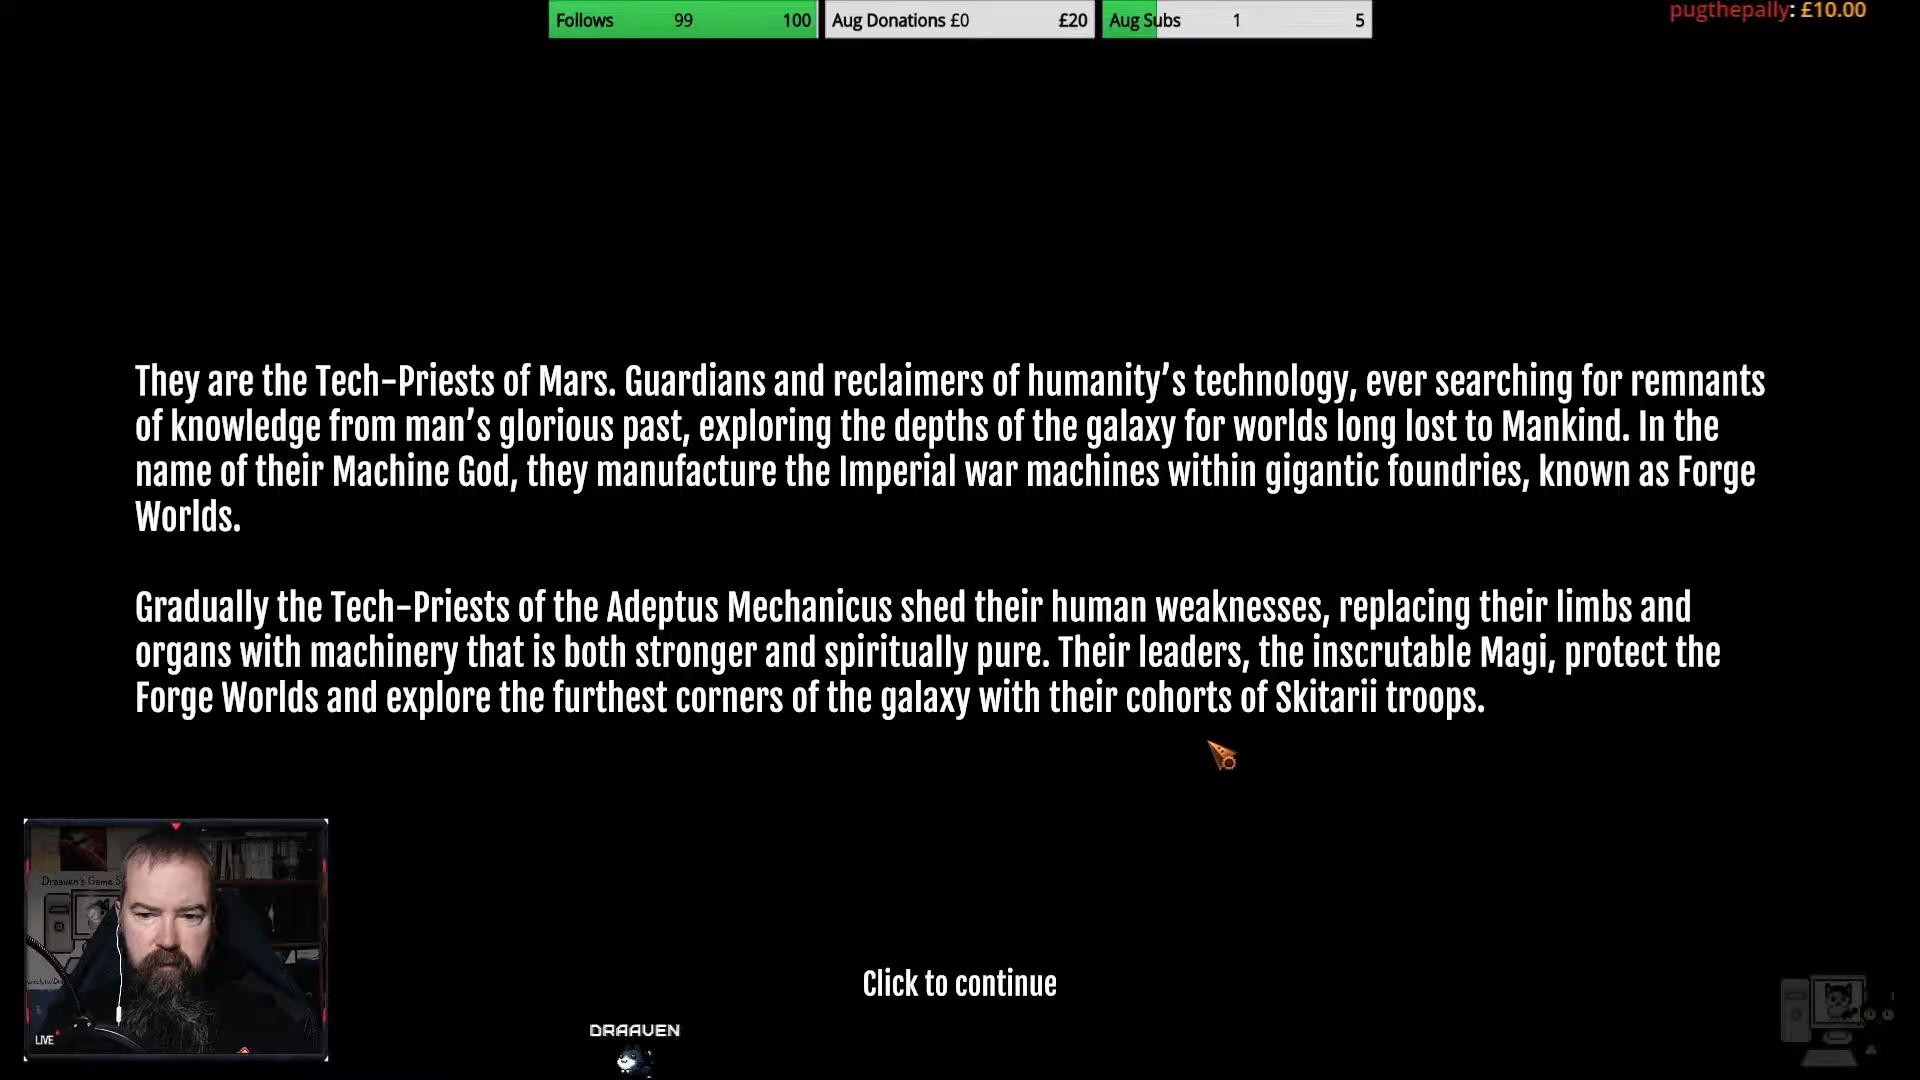 Follows 99 100
Aug Donations £0 £20
Aug Subs 1 5
pugthepally: £10.00
They are the Tech-Priests of Mars. Guardians and reclaimers of humanity’s technology, ever searching for remnants
of knowledge from man’s glorious past, exploring the depths of the galaxy for worlds long lost to Mankind. In the
name of their Machine God, they manufacture the Imperial war machines within gigantic foundries, known as Forge
Worlds.
Gradually the Tech-Priests of the Adeptus Mechanicus shed their human weaknesses, replacing their limbs and
organs with machinery that is both stronger and spiritually pure. Their leaders, the inscrutable Magi, protect the
Forge Worlds and explore the furthest corners of the galaxy with their cohorts of Skitarii troops.
Draaven's Game
LIVE
Click to continue
DRAAVEN